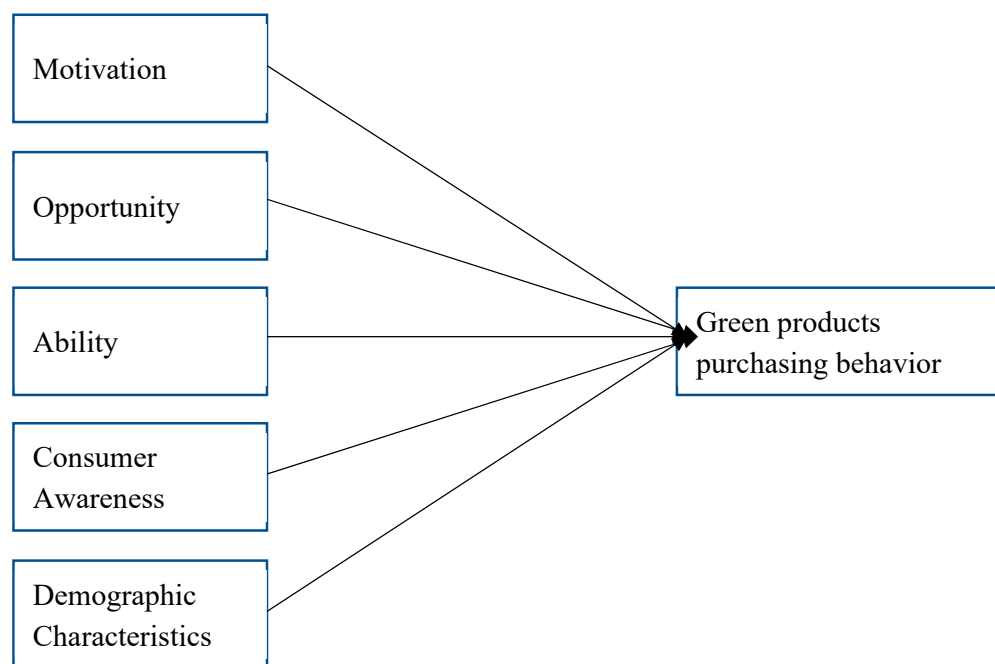 Motivation
Opportunity
Ability
Green products
purchasing behavior
Consumer
Awareness
Demographic
Characteristics